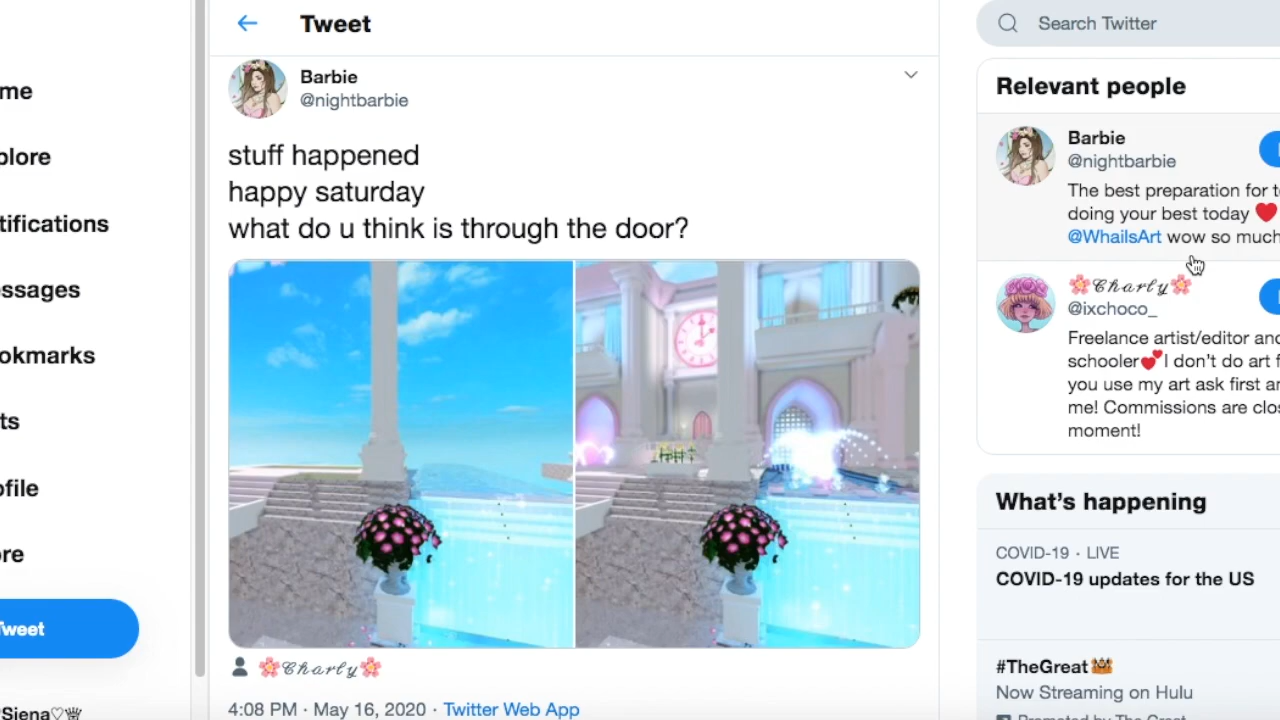 Tweet
Search Twitter
Barbie
@nightbarbie
stuff happened
happy saturday
what do u think is through the door?
🌸𝒞𝒽𝒶𝓇𝓁𝓎🌸
4:08 PM · May 16, 2020 · Twitter Web App
me
plore
tifications
ssages
okmarks
ts
ofile
re
Tweet
Siena♡♕
Relevant people
Barbie
@nightbarbie
The best preparation for t
doing your best today ❤️
@WhailsArt wow so much
🌸𝒞𝒽𝒶𝓇𝓁𝓎🌸
@ixchoco_
Freelance artist/editor and
schooler💕I don't do art f
you use my art ask first a
me! Commissions are clo
moment!
What's happening
COVID-19 · LIVE
COVID-19 updates for the US
#TheGreat
Now Streaming on Hulu
Promoted by The Great